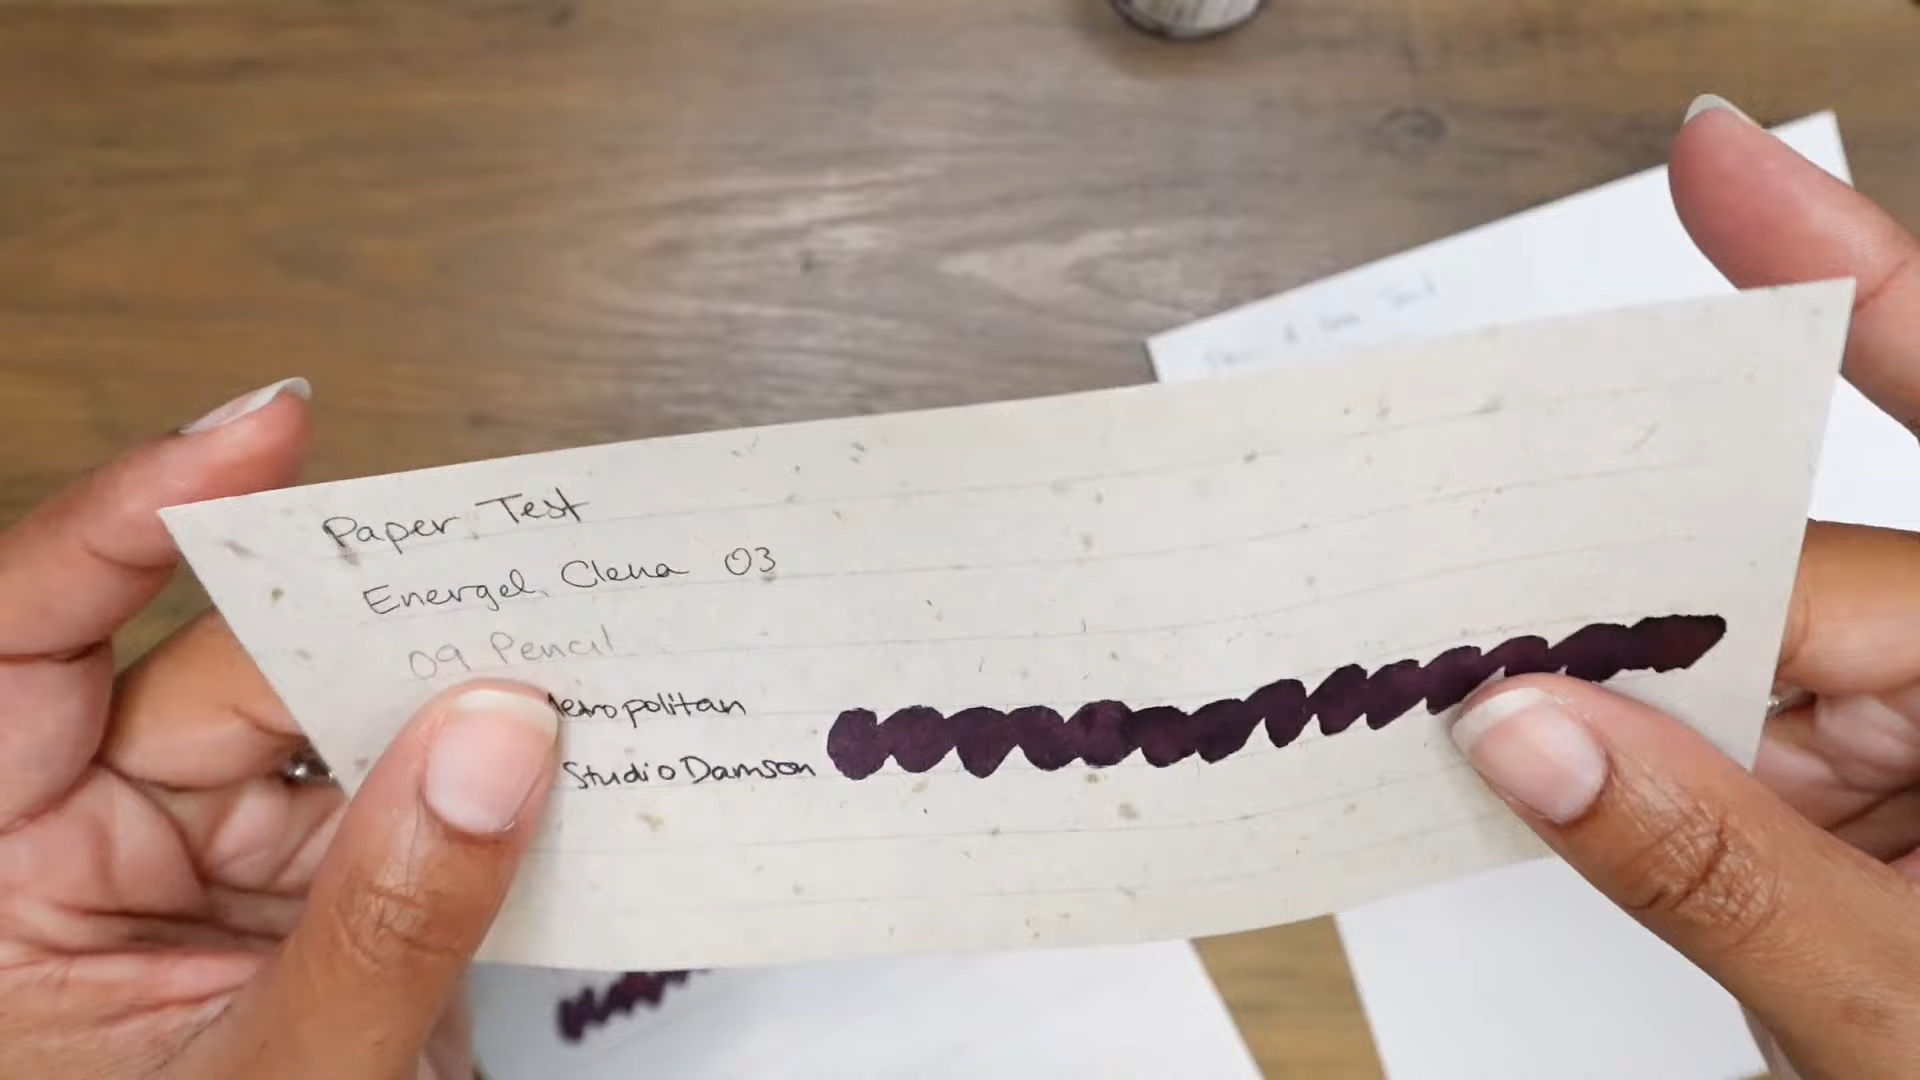 Paper Test
Energel Clena 03
09 Pencil
Metropolitan
Studio Damson